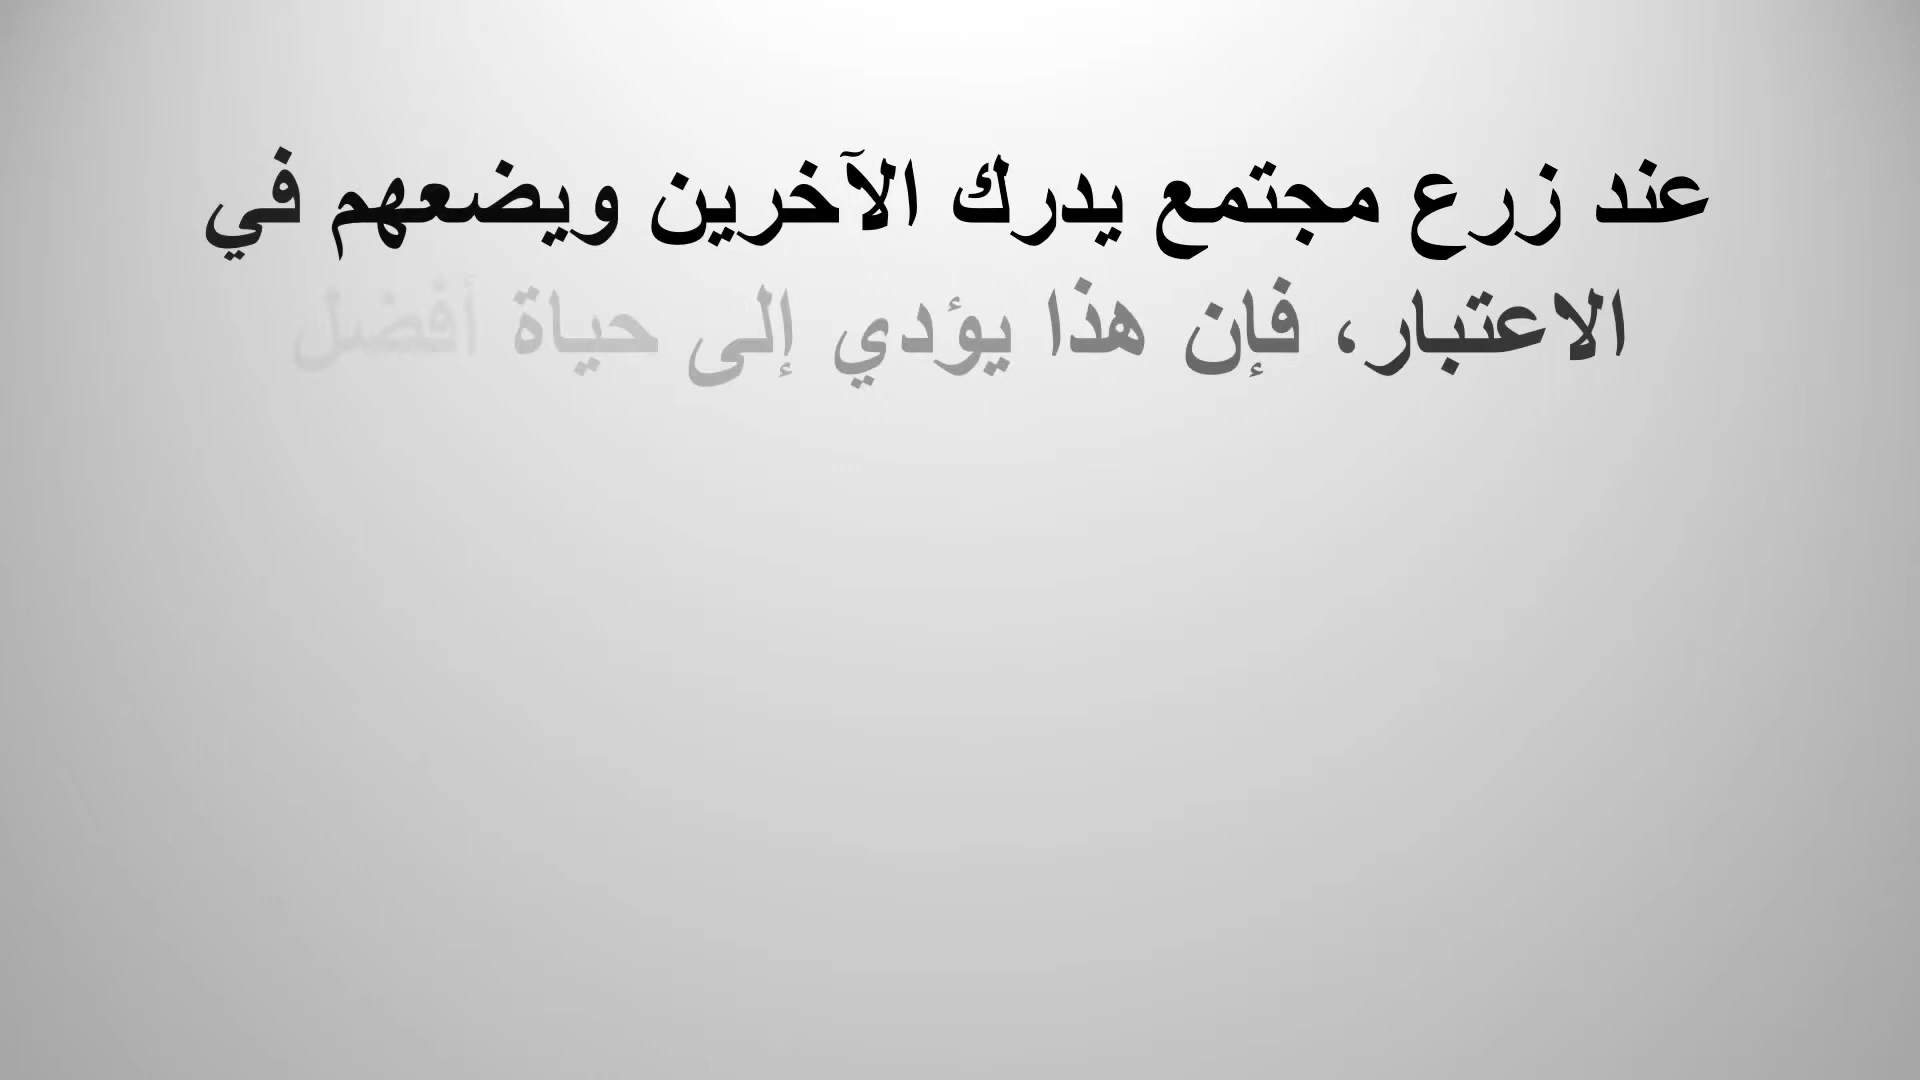 عند زرع مجتمع يدرك الآخرين ويضعهم في
الاعتبار، فإن هذا يؤدي إلى حياة أفضل